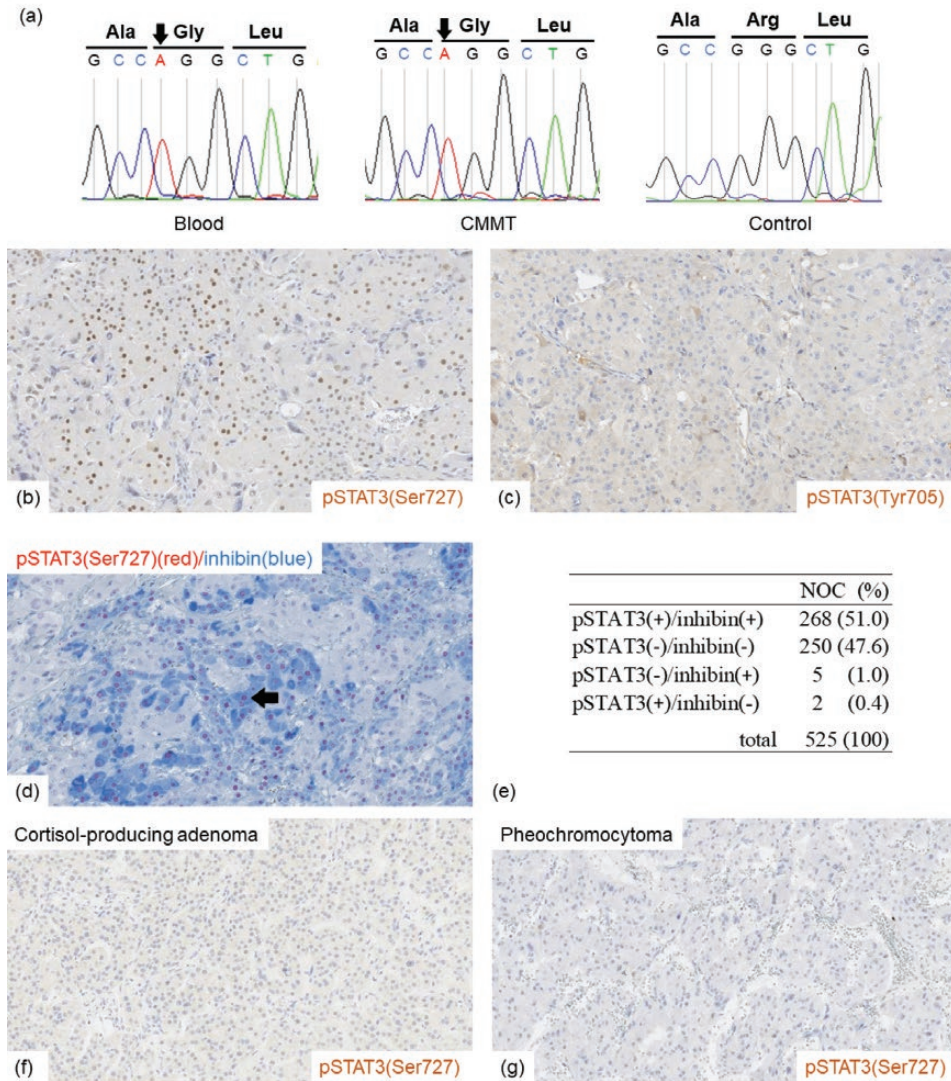 (a)
Ala Gly Leu
G C C A G G C T G
Blood
Ala Gly Leu
G C C A G G C T G
CMMT
Ala Arg Leu
G C C G G G C T G
Control
(b) pSTAT3(Ser727)
(c) pSTAT3(Tyr705)
pSTAT3(Ser727)(red)/inhibin(blue)
(d)
NOC (%)
pSTAT3(+)/inhibin(+) 268 (51.0)
pSTAT3(-)/inhibin(-) 250 (47.6)
pSTAT3(-)/inhibin(+) 5 (1.0)
pSTAT3(+)/inhibin(-) 2 (0.4)
total 525 (100)
(e)
Cortisol-producing adenoma
(f) pSTAT3(Ser727)
Pheochromocytoma
(g) pSTAT3(Ser727)